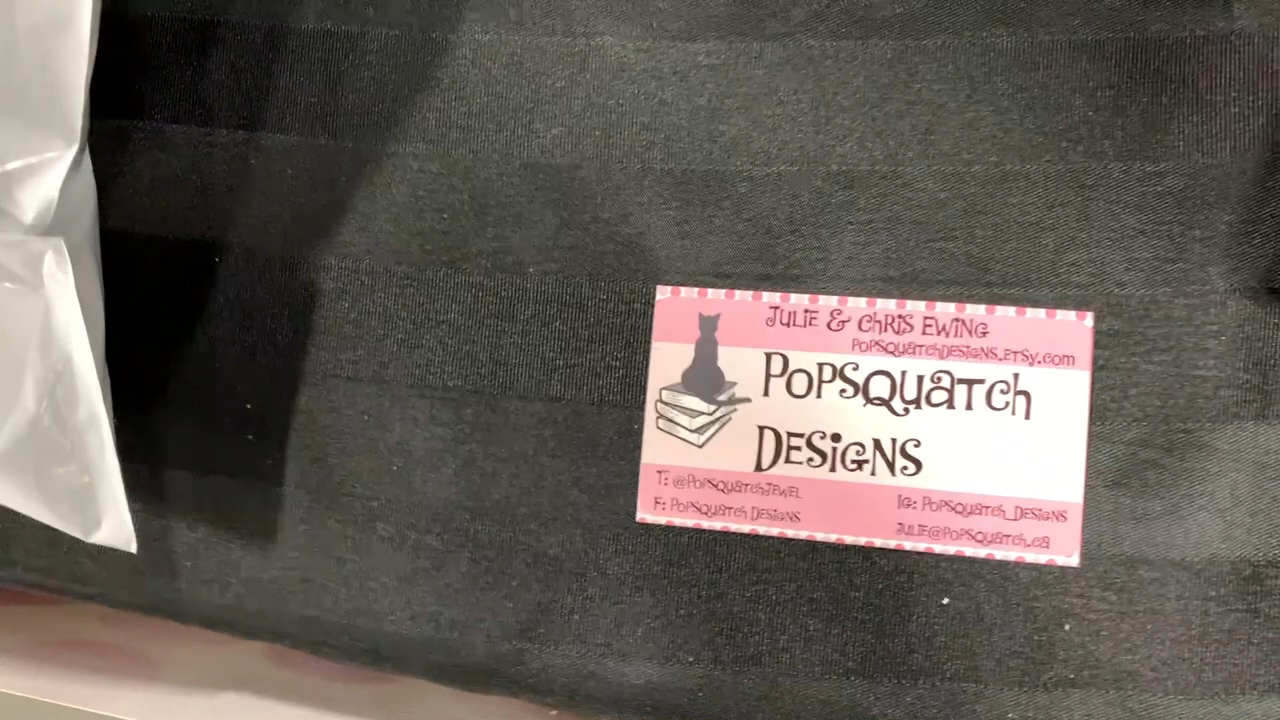 JULIE & CHRIS EWING
POPSQUATCHDESIGNS.ETSY.COM
POPSQUATCH
DESIGNS
T: @POPSQUATCHJEWEL
F: POPSQUATCH DESIGNS
IG: POPSQUATCH_DESIGNS
JULIE@POPSQUATCH.CA